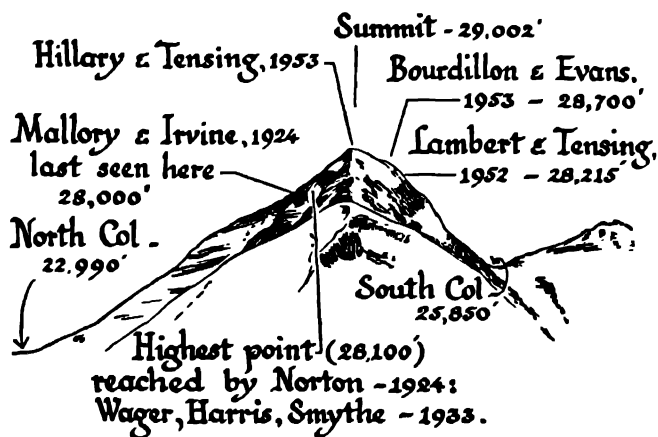 Summit - 29,002'
Hillary & Tensing, 1953
Bourdillon & Evans.
1953 - 28,700'
Mallory & Irvine, 1924
last seen here
28,000'
Lambert & Tensing,
1952 - 28,215'
North Col -
22.990'
South Col
25,850'
Highest point (28,100')
reached by Norton - 1924:
Wager, Harris, Smythe - 1933.